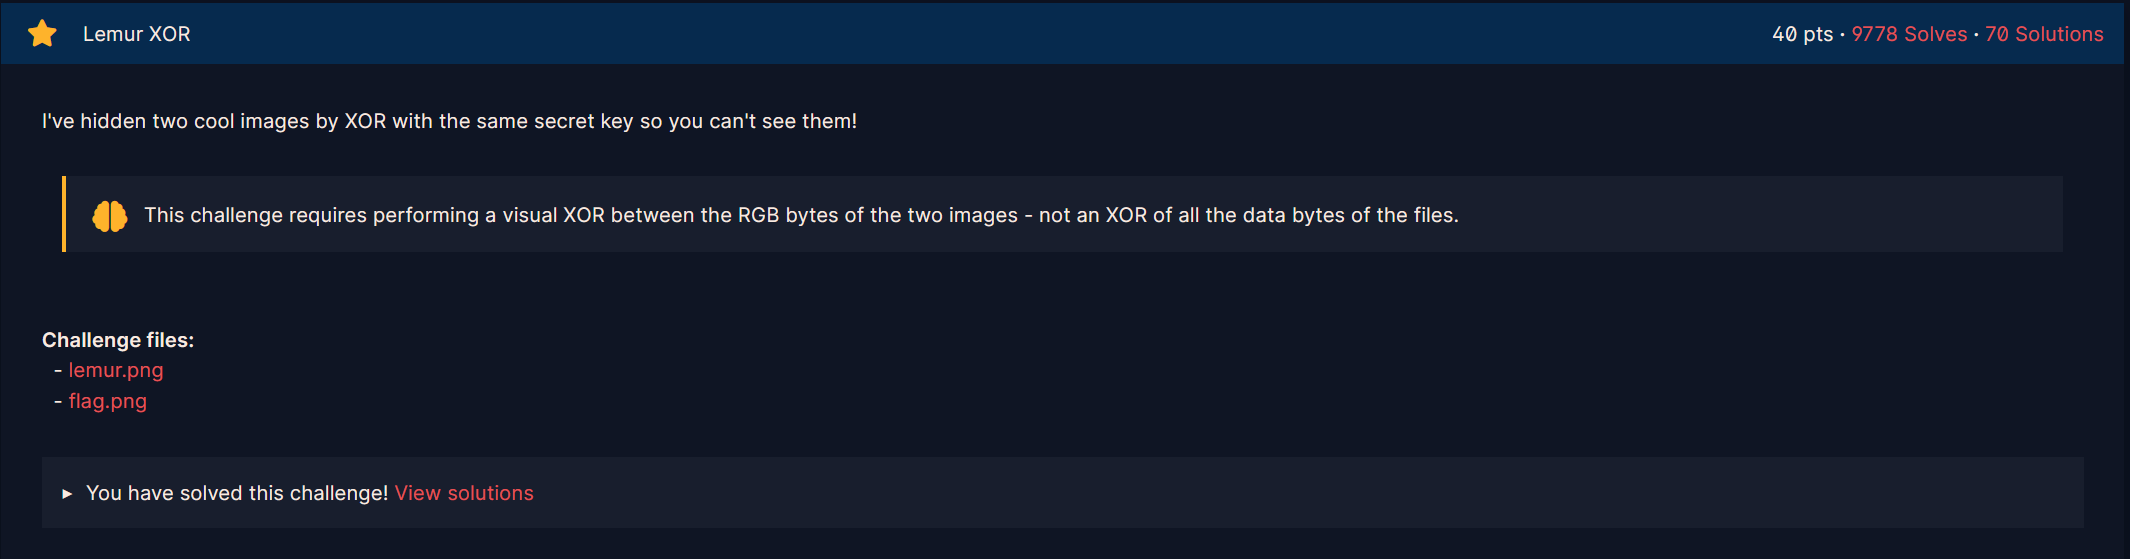 Lemur XOR
40 pts · 9778 Solves · 70 Solutions
I've hidden two cool images by XOR with the same secret key so you can't see them!
This challenge requires performing a visual XOR between the RGB bytes of the two images - not an XOR of all the data bytes of the files.
Challenge files:
- lemur.png
- flag.png
You have solved this challenge! View solutions